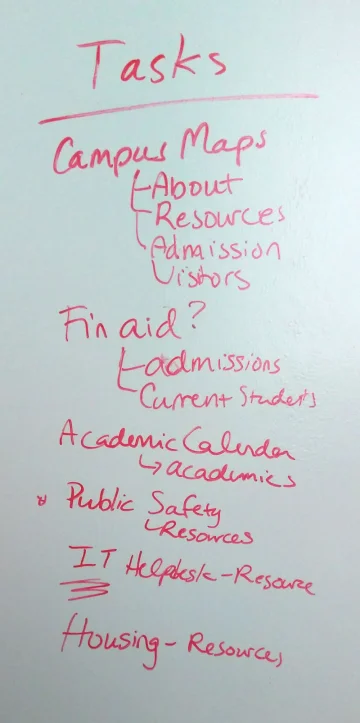 Tasks
Campus Maps
About
Resources
Admission
Visitors
Fin aid?
admissions
Current Students
Academic Calender
academics
Public Safety
Resources
IT Helpdesk - Resource
Housing - Resources